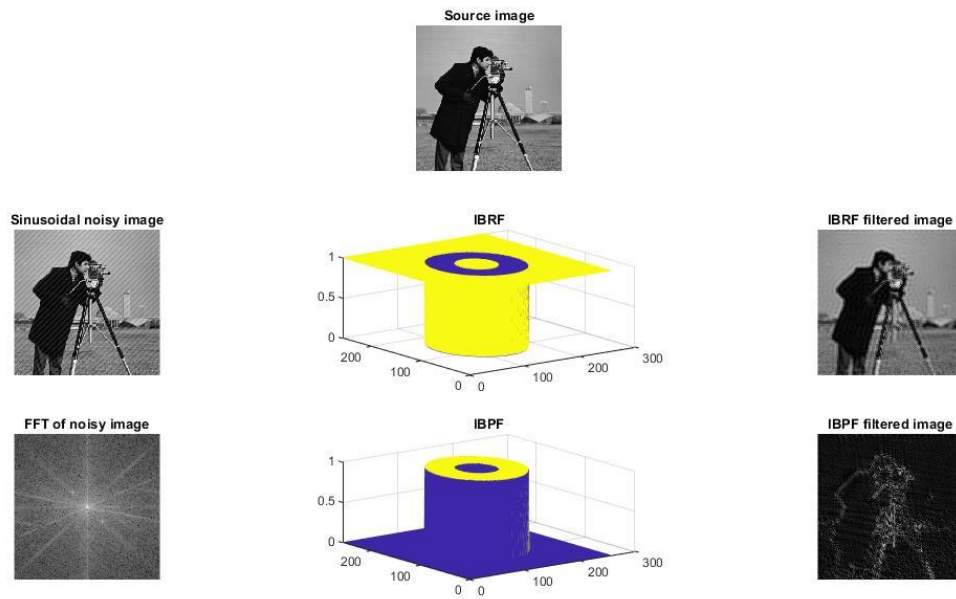 Source image
Sinusoidal noisy image
IBRF
IBRF filtered image
1
0.5
0
200
100
0
0
100
200
300
FFT of noisy image
IBPF
IBPF filtered image
1
0.5
0
200
100
0
0
100
200
300